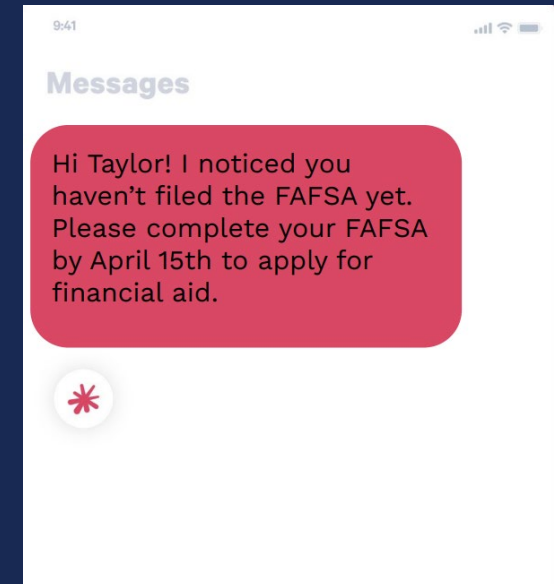 9:41
Messages
Hi Taylor! I noticed you
haven’t filed the FAFSA yet.
Please complete your FAFSA
by April 15th to apply for
financial aid.